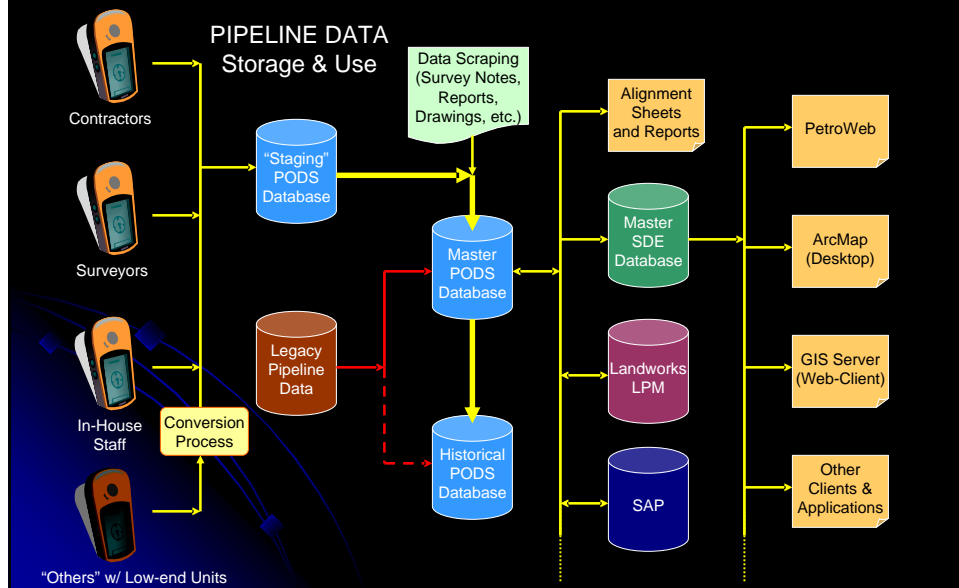 PIPELINE DATA
Storage & Use
Contractors
Surveyors
In-House
Staff
"Others" w/ Low-end Units
Conversion
Process
“Staging”
PODS
Database
Data Scraping
(Survey Notes,
Reports,
Drawings, etc.)
Legacy
Pipeline
Data
Master
PODS
Database
Historical
PODS
Database
Alignment
Sheets
and Reports
Master
SDE
Database
Landworks
LPM
SAP
PetroWeb
ArcMap
(Desktop)
GIS Server
(Web-Client)
Other
Clients &
Applications